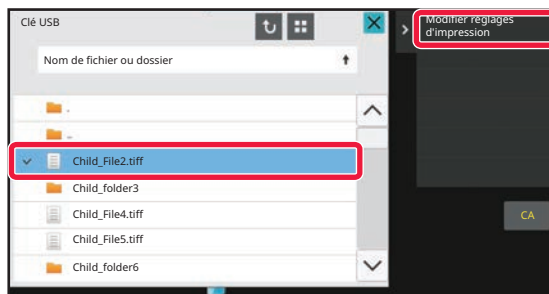 Clé USB
Modifier réglages
d'impression
Nom de fichier ou dossier
.
..
Child_File2.tiff
Child_folder3
Child_File4.tiff
Child_File5.tiff
Child_folder6
CA